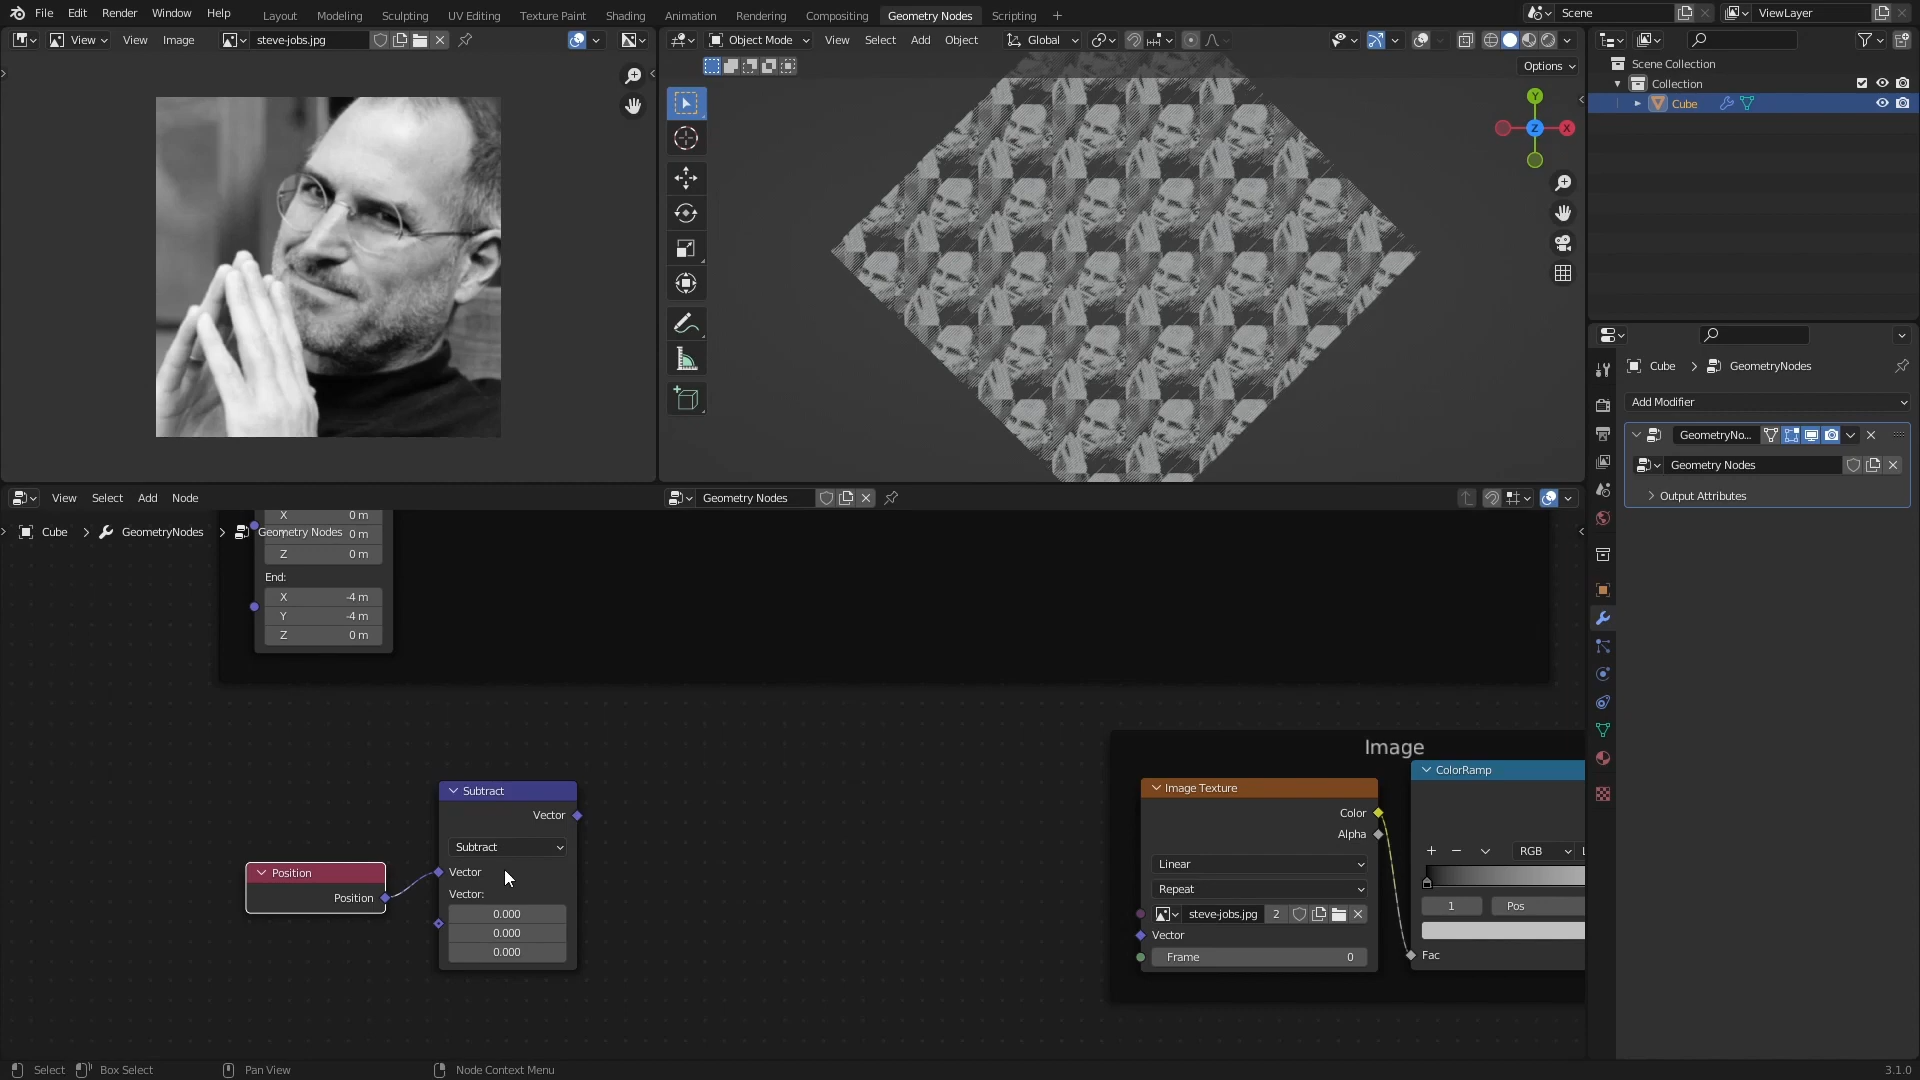 File Edit Render Window Help
Layout Modeling Sculpting UV Editing Texture Paint Shading Animation Rendering Compositing Geometry Nodes Scripting +
Scene ViewLayer
View View Image steve-jobs.jpg
Object Mode View Select Add Object Global
Options
Y
Z X
Scene Collection
Collection
Cube
Cube > GeometryNodes
Add Modifier
GeometryNo...
Geometry Nodes
Output Attributes
View Select Add Node Geometry Nodes
Cube > GeometryNodes > Geometry Nodes
X 0 m
0 m
Z 0 m
End:
X -4 m
Y -4 m
Z 0 m
Subtract
Vector
Subtract
Vector
Vector:
0.000
0.000
0.000
Position
Position
Image
Image Texture
Color
Alpha
Linear
Repeat
steve-jobs.jpg 2
Vector
Frame 0
ColorRamp
RGB
1 Pos
Fac
Select Box Select Pan View Node Context Menu 3.1.0